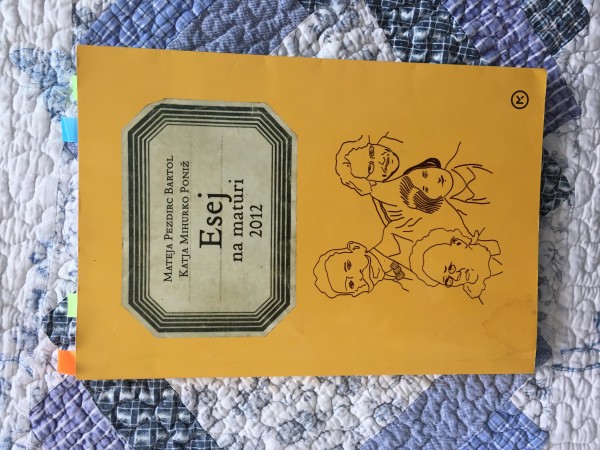 MATEJA PEZDIRC BARTOL
KATJA MIHURKO PONIŽ
Esej
na maturi
2012